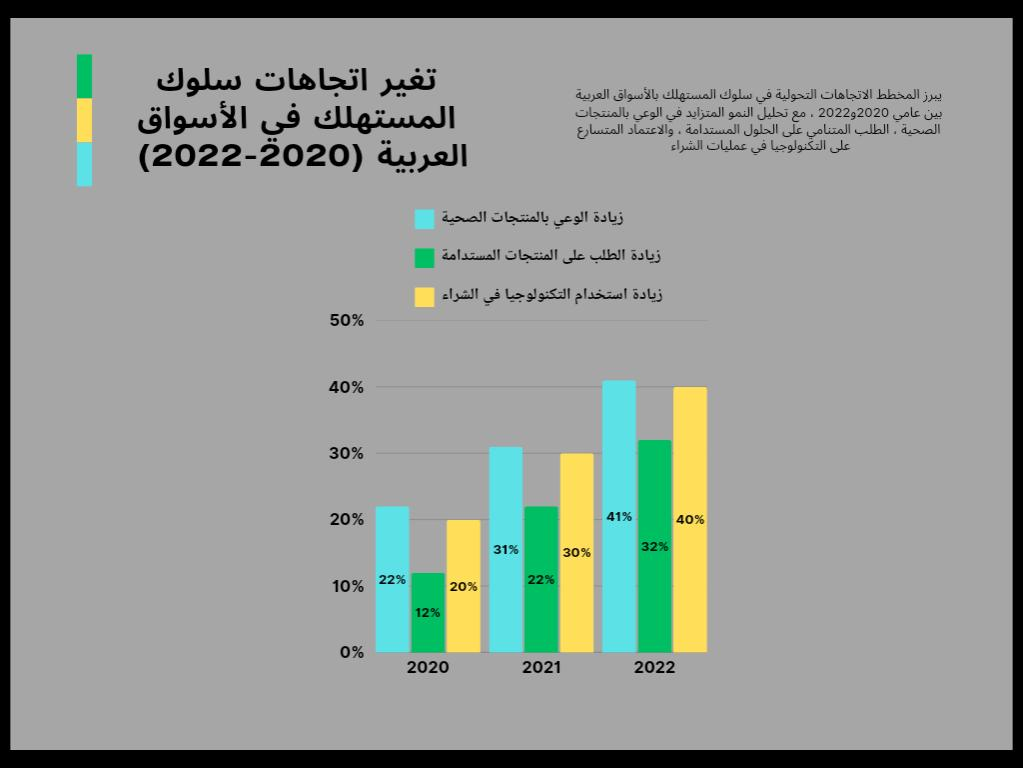 تغير اتجاهات سلوك
المستهلك في الأسواق
العربية (2020-2022)
يبرز المخطط الاتجاهات التحولية في سلوك المستهلك بالأسواق العربية
بين عامي 2020و2022 ، مع تحليل النمو المتزايد في الوعي بالمنتجات
الصحية ، الطلب المتنامي على الحلول المستدامة ، والاعتماد المتسارع
على التكنولوجيا في عمليات الشراء
زيادة الوعي بالمنتجات الصحية
زيادة الطلب على المنتجات المستدامة
زيادة استخدام التكنولوجيا في الشراء
50%
40%
30%
20%
10%
0%
22%
12%
20%
31%
22%
30%
41%
32%
40%
2020
2021
2022